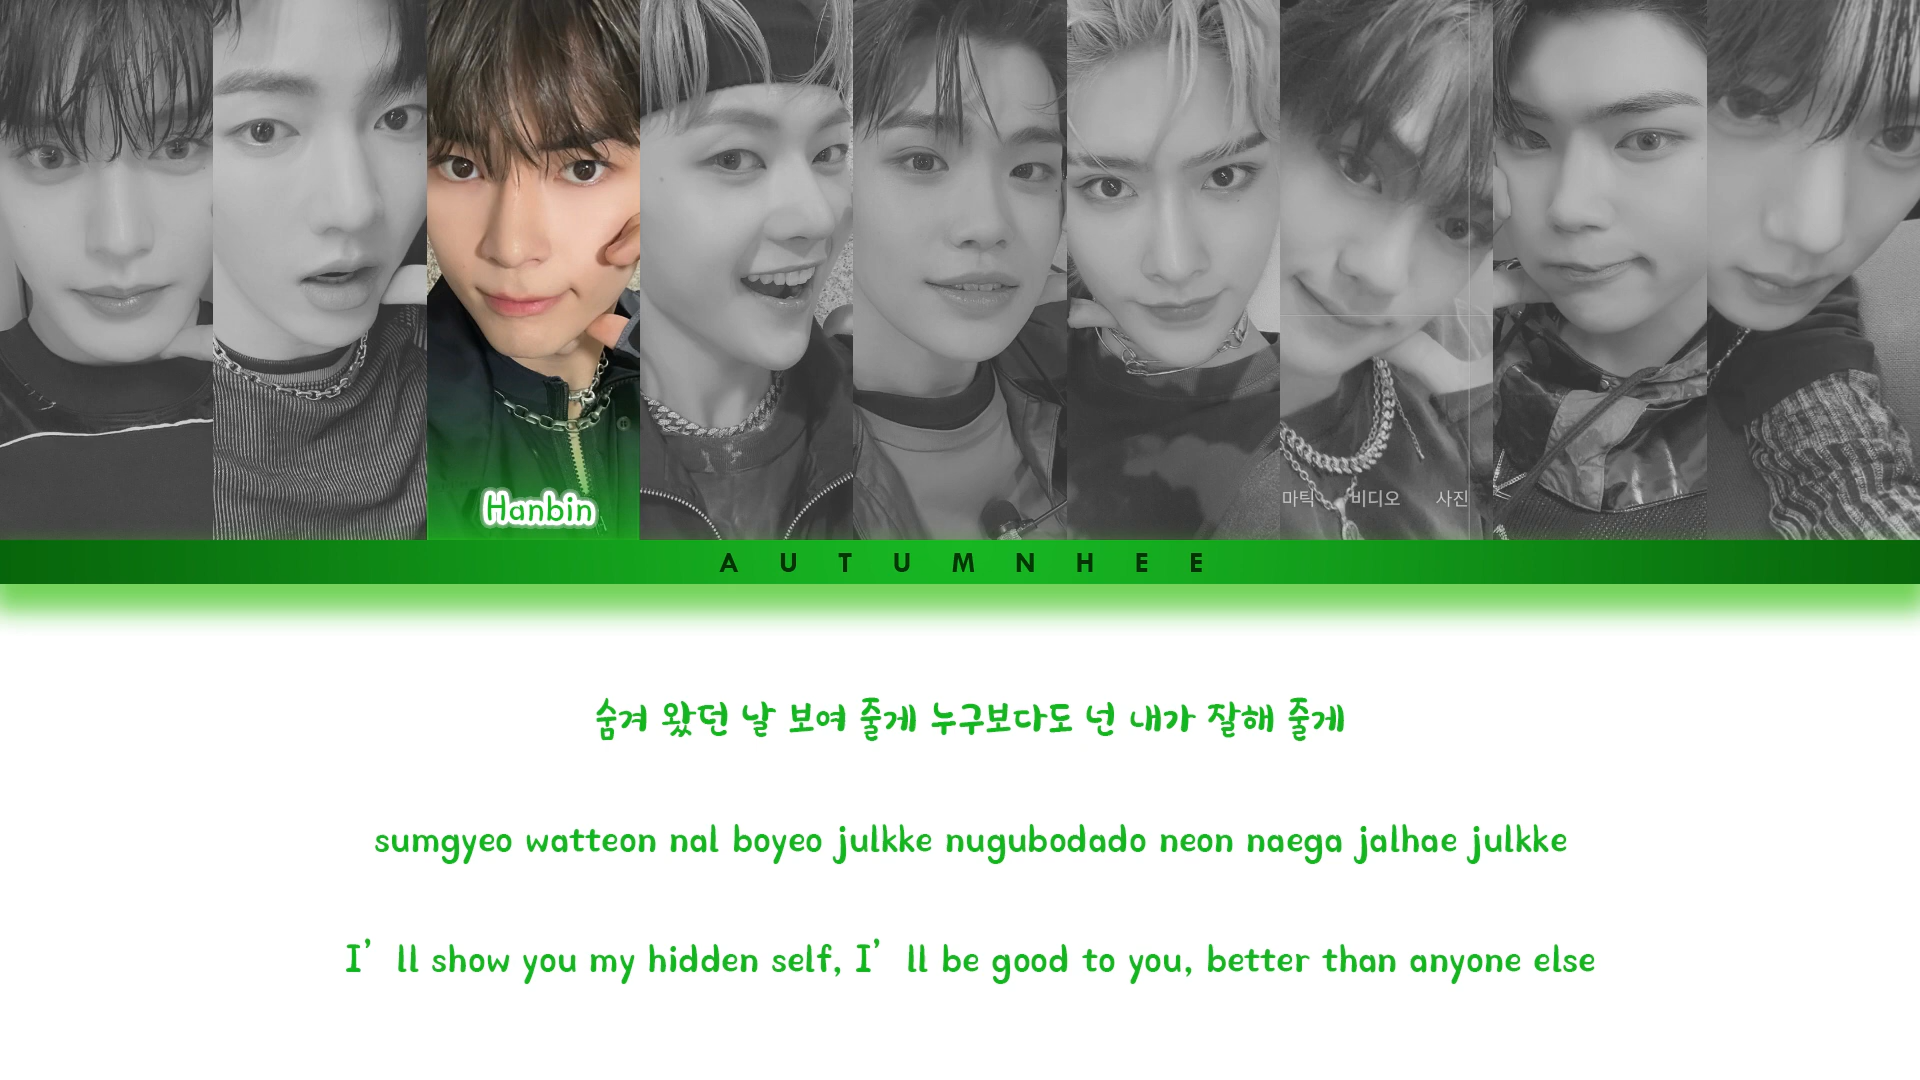 Hanbin
마틱 비디오 사진
AUTUMNHEE
숨겨 왔던 날 보여 줄게 누구보다도 넌 내가 잘해 줄게
sumgyeo watteon nal boyeo julkke nugubodado neon naega jalhae julkke
I’ll show you my hidden self, I’ll be good to you, better than anyone else